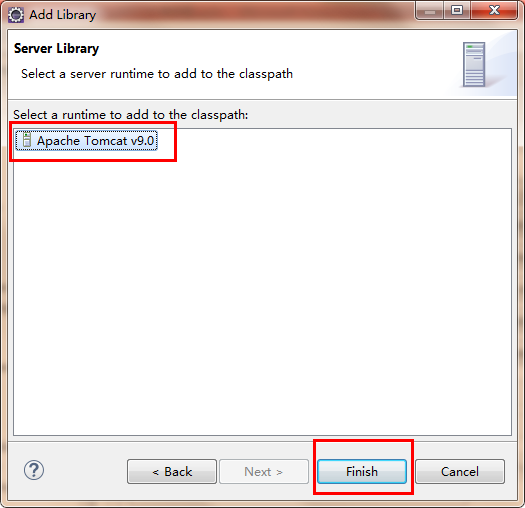 Add Library
Server Library
Select a server runtime to add to the classpath
Select a runtime to add to the classpath:
Apache Tomcat v9.0
?
< Back
Next >
Finish
Cancel